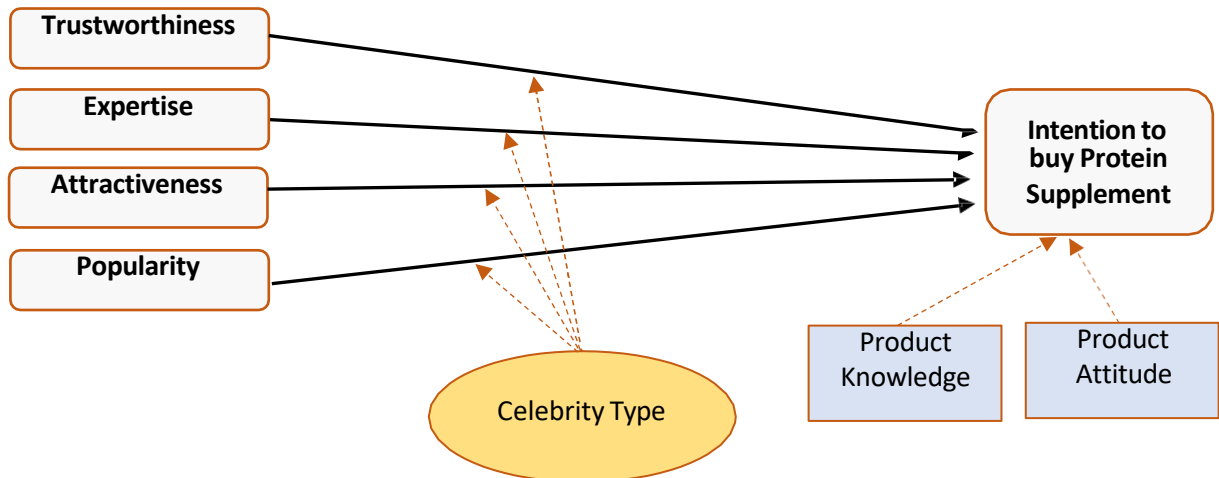 Trustworthiness
Expertise
Attractiveness
Popularity
Intention to
buy Protein
Supplement
Product
Knowledge
Product
Attitude
Celebrity Type